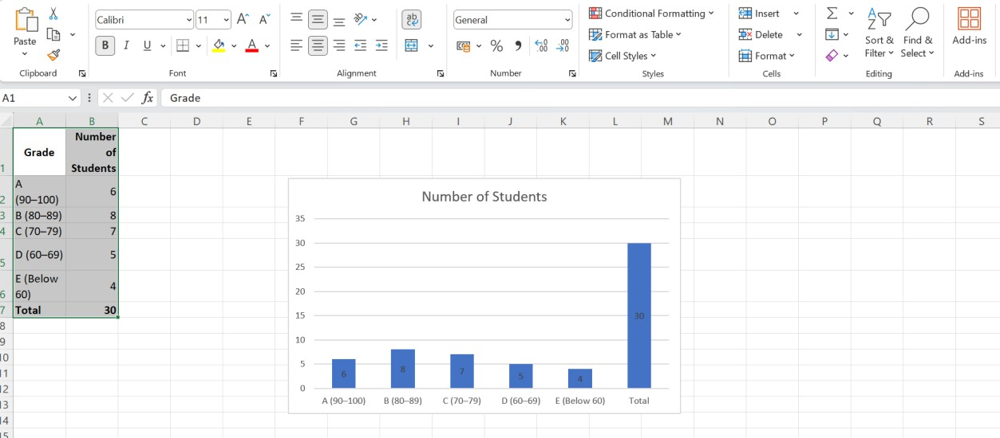 Calibri 11 A^ Aˇ ab General Conditional Formatting Insert Σ A Z
Paste B I U A % 9 .00 Format as Table Delete Sort & Find & Add-ins
Cell Styles Format Filter Select
Clipboard Font Alignment Number Styles Cells Editing Add-ins
A1 fx Grade
A B C D E F G H I J K L M N O P Q R S
1 Grade Number
of
Students
2 A
(90–100) 6
3 B (80–89) 8
4 C (70–79) 7
5 D (60–69) 5
6 E (Below
60) 4
7 Total 30
8
9
10
11
12
13
14
15
Number of Students
35
30
25
20
15
10
5
0
6 8 7 5 4 30
A (90–100) B (80–89) C (70–79) D (60–69) E (Below 60) Total